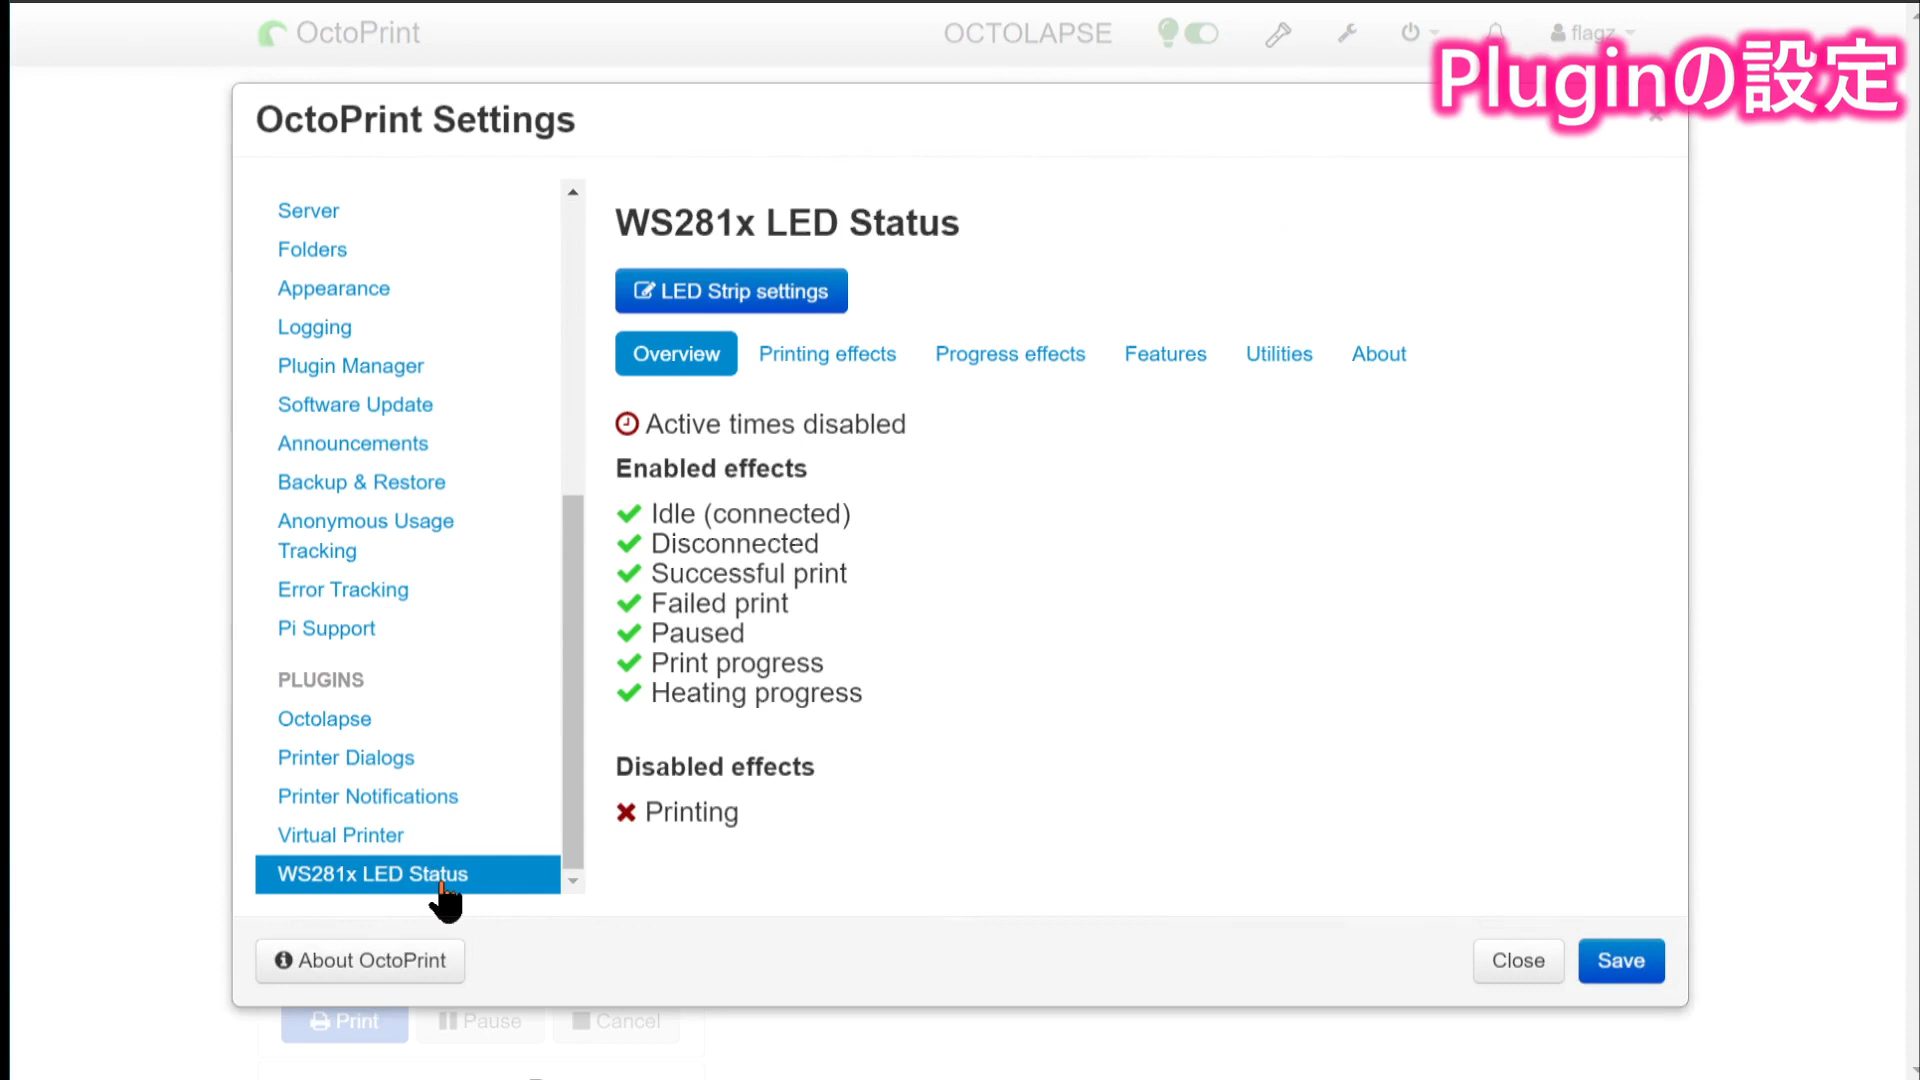 OctoPrint
OCTOLAPSE
flagz
Pluginの設定
OctoPrint Settings
Server
Folders
Appearance
Logging
Plugin Manager
Software Update
Announcements
Backup & Restore
Anonymous Usage
Tracking
Error Tracking
Pi Support
PLUGINS
Octolapse
Printer Dialogs
Printer Notifications
Virtual Printer
WS281x LED Status
WS281x LED Status
LED Strip settings
Overview Printing effects Progress effects Features Utilities About
Active times disabled
Enabled effects
Idle (connected)
Disconnected
Successful print
Failed print
Paused
Print progress
Heating progress
Disabled effects
Printing
About OctoPrint
Close
Save
Print
Pause
Cancel